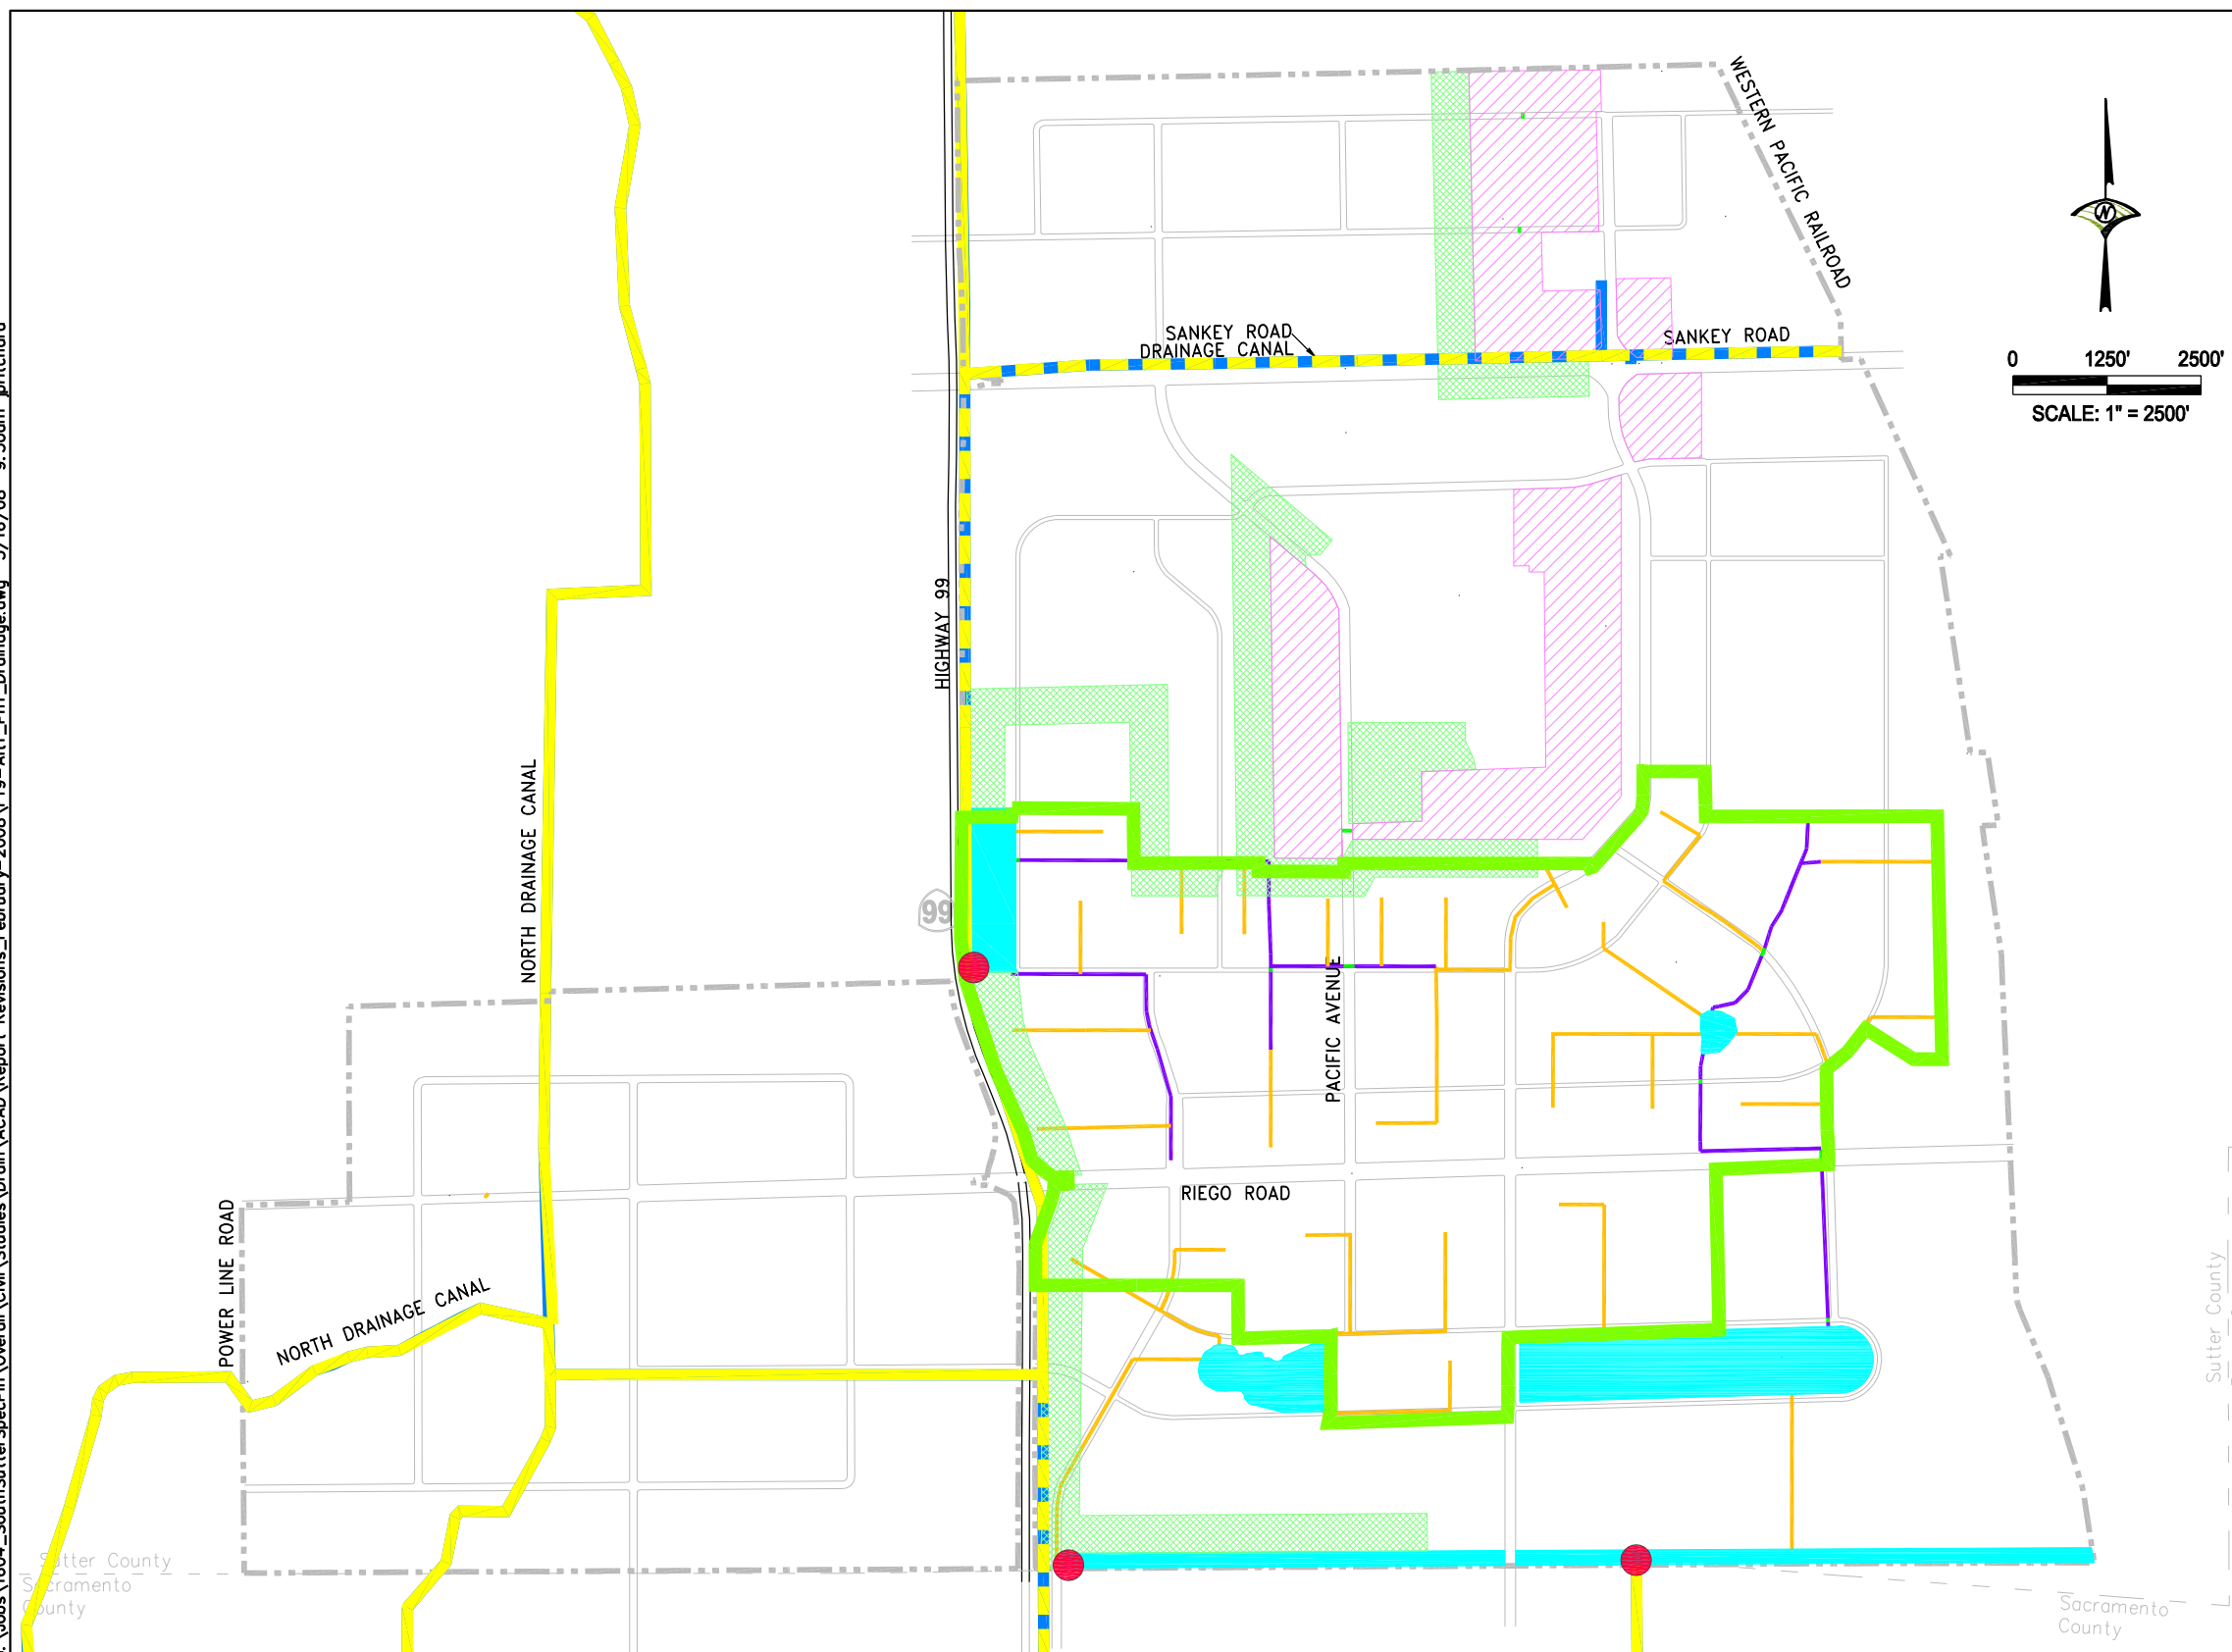 WESTERN PACIFIC RAILROAD
N
SANKEY ROAD
DRAINAGE CANAL
SANKEY ROAD
0 1250' 2500'
SCALE: 1" = 2500'
HIGHWAY 99
NORTH DRAINAGE CANAL
99
PACIFIC AVENUE
RIEGO ROAD
POWER LINE ROAD
NORTH DRAINAGE CANAL
Sutter County
Sutter County
Sacramento
County
Sacramento
County